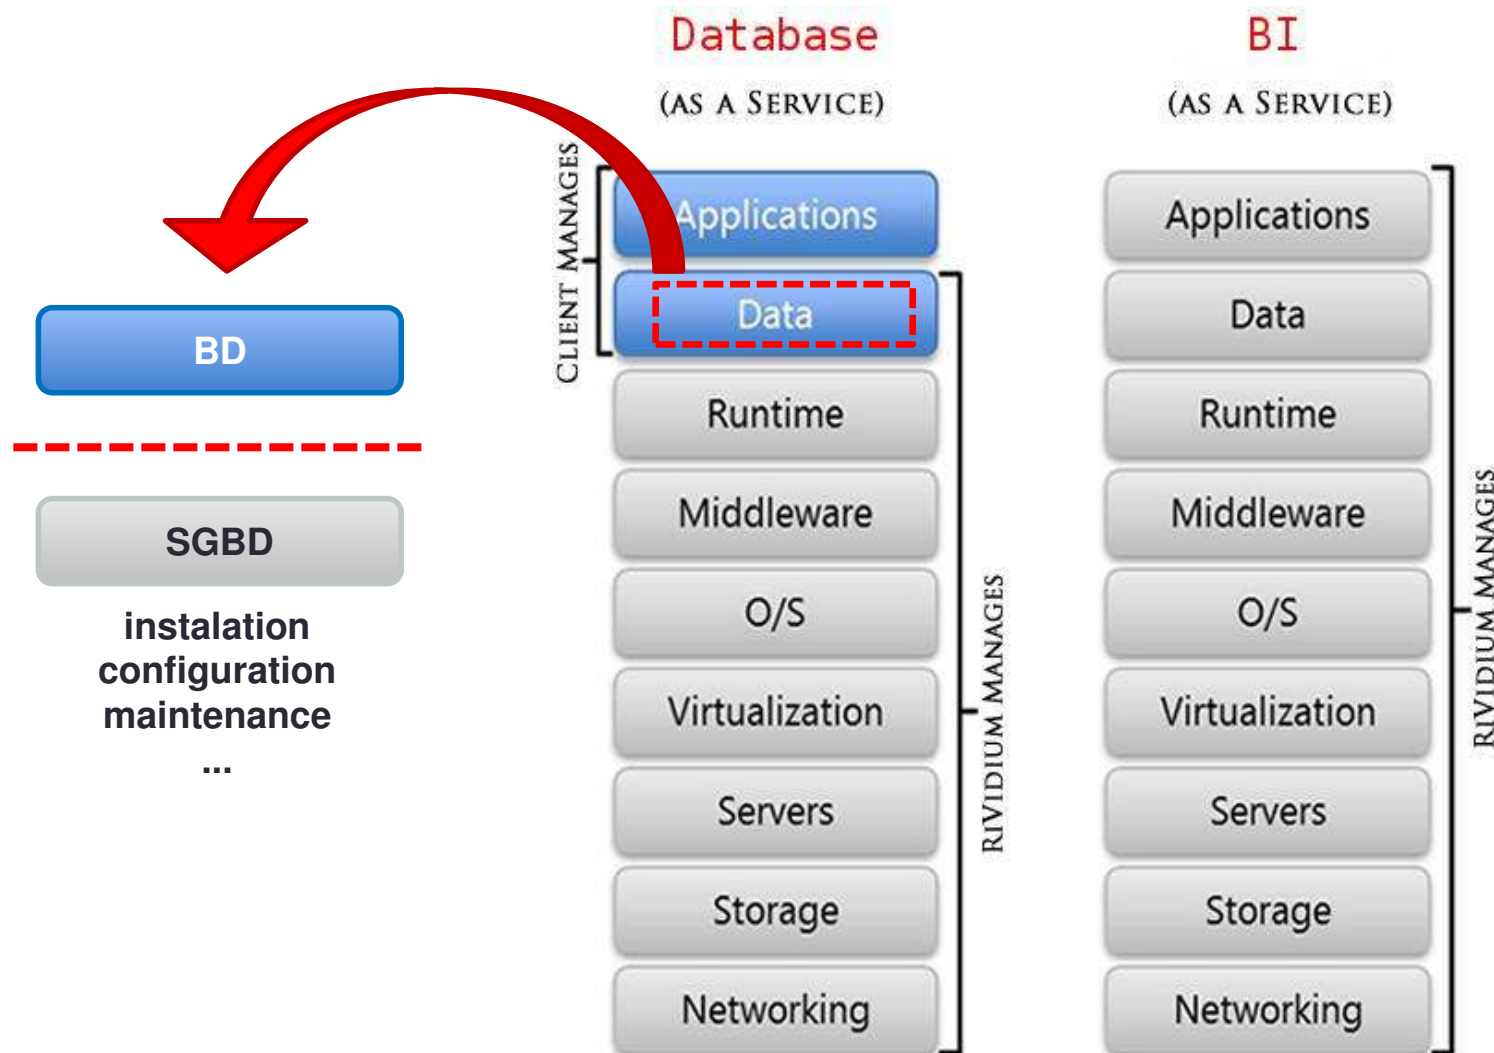 Database
(AS A SERVICE)
BI
(AS A SERVICE)
BD
SGBD
instalation
configuration
maintenance
...
CLIENT MANAGES
Applications
Data
Runtime
Middleware
O/S
Virtualization
Servers
Storage
Networking
RIVIDIUM MANAGES
Applications
Data
Runtime
Middleware
O/S
Virtualization
Servers
Storage
Networking
RIVIDIUM MANAGES